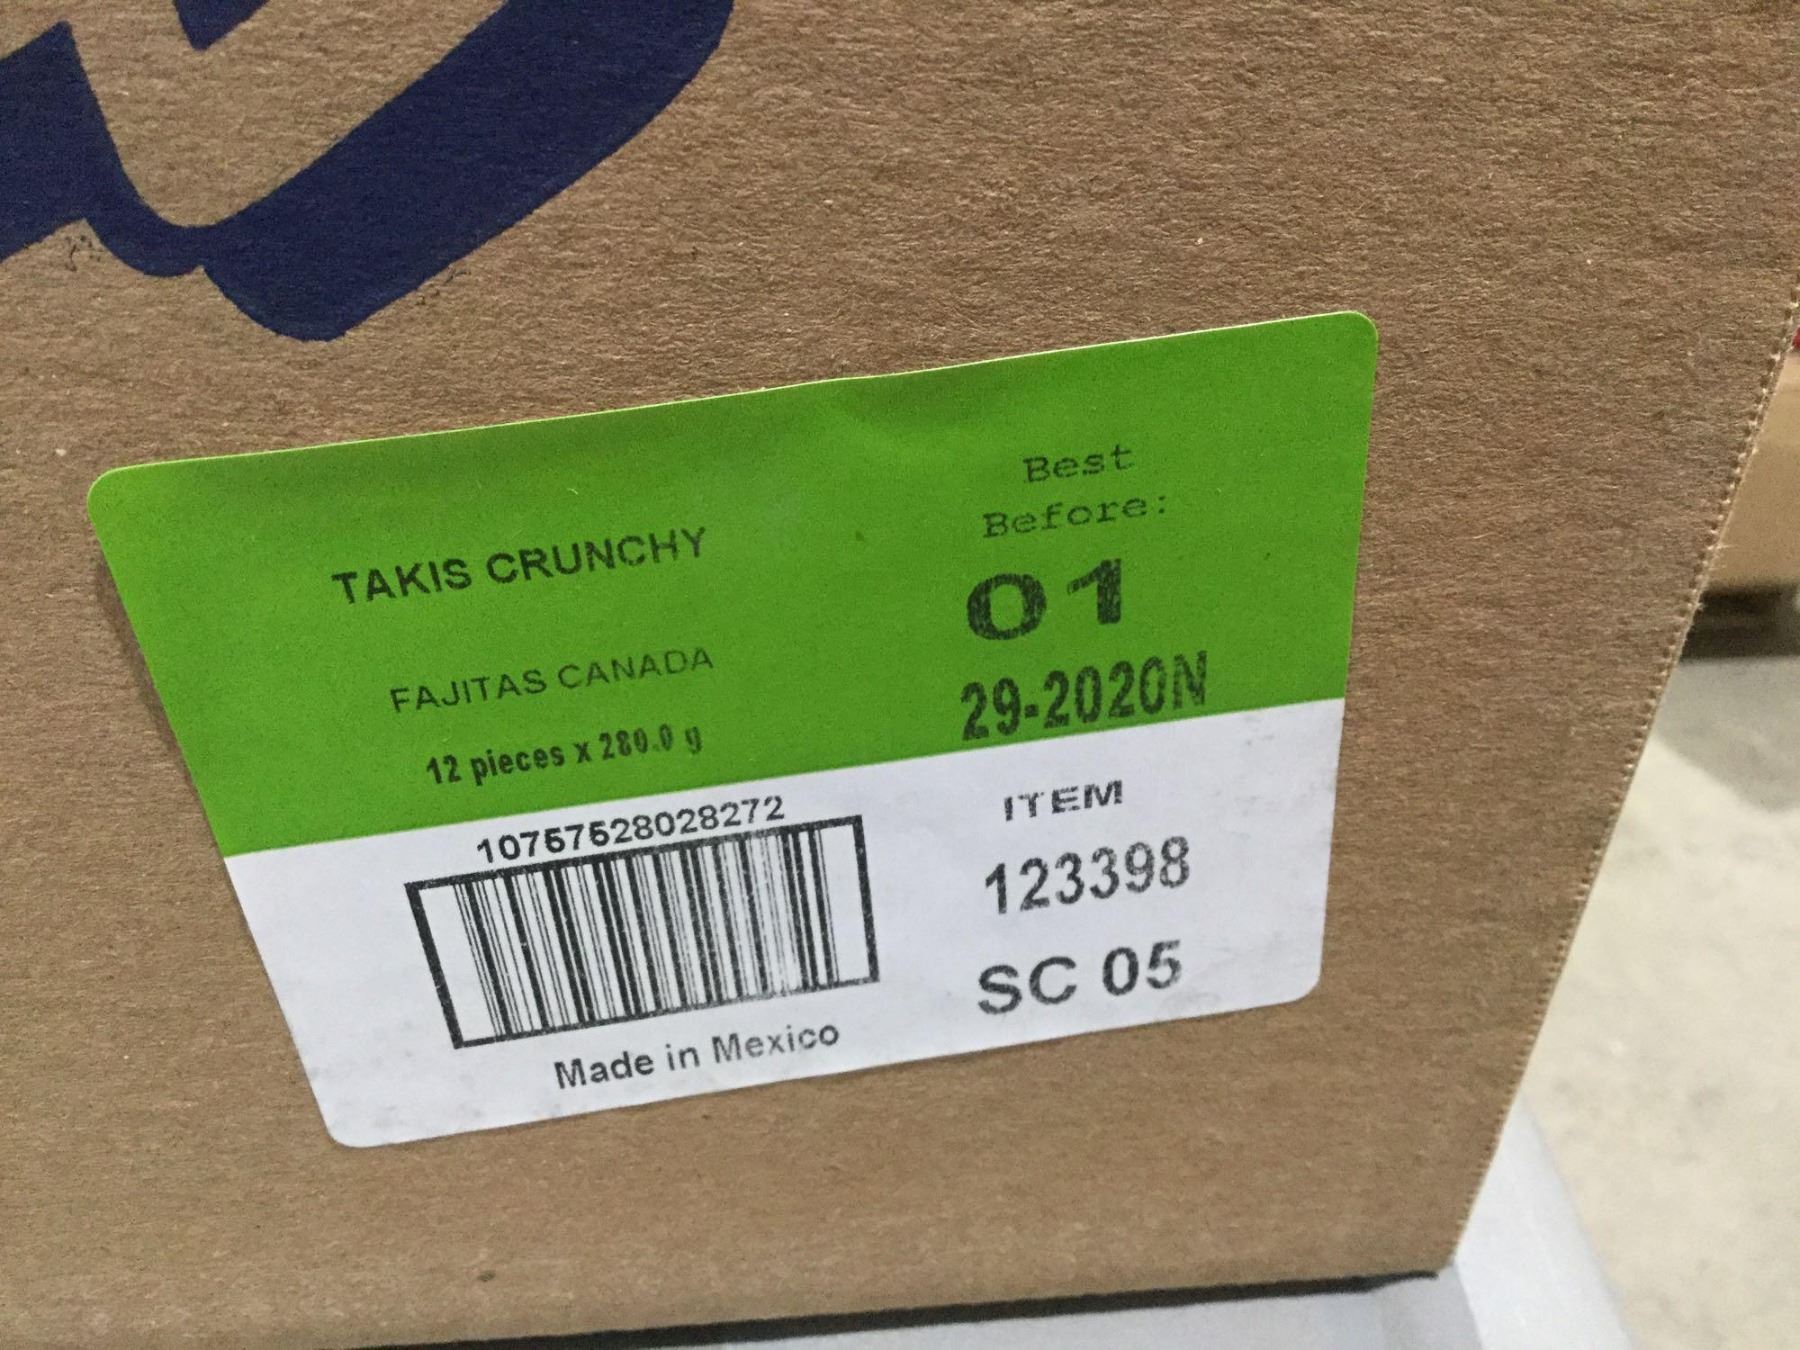 TAKIS CRUNCHY
FAJITAS CANADA
12 pieces x 280.0 g
Best
Before:
01
29-2020N
10757528028272
ITEM
123398
SC 05
Made in Mexico